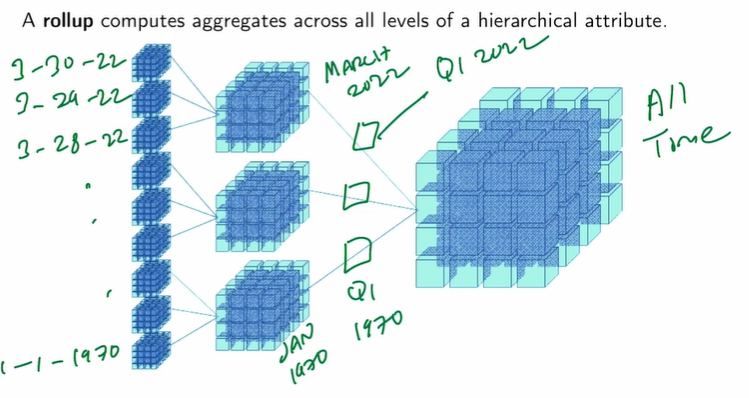 A rollup computes aggregates across all levels of a hierarchical attribute.
3-30-22
3-29-22
3-28-22
1-1-1970
MARCH
2022
JAN
1970
Q1 2022
Q1
1970
All
Time